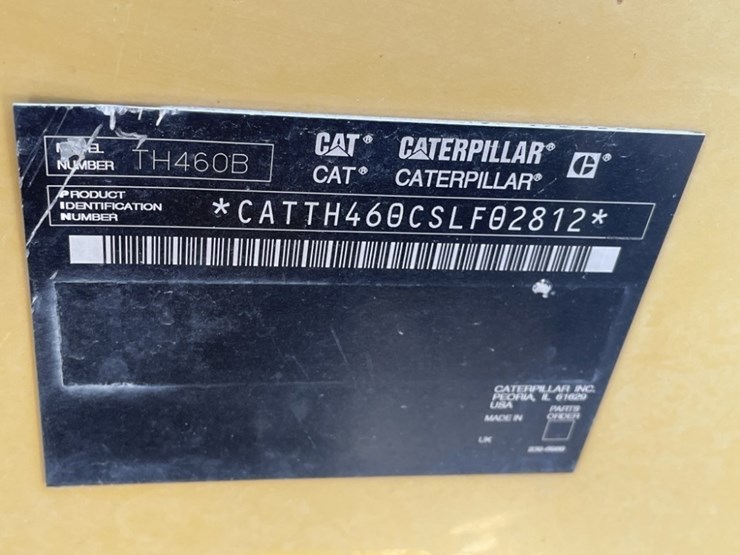 MODEL NUMBER TH460B
CAT® CATERPILLAR® C®
CAT® CATERPILLAR®
PRODUCT
IDENTIFICATION
NUMBER
*CATTH460CSLF02812*
CATERPILLAR INC.
PEORIA, IL 61629
USA
PARTS
MADE IN ORDER
UK